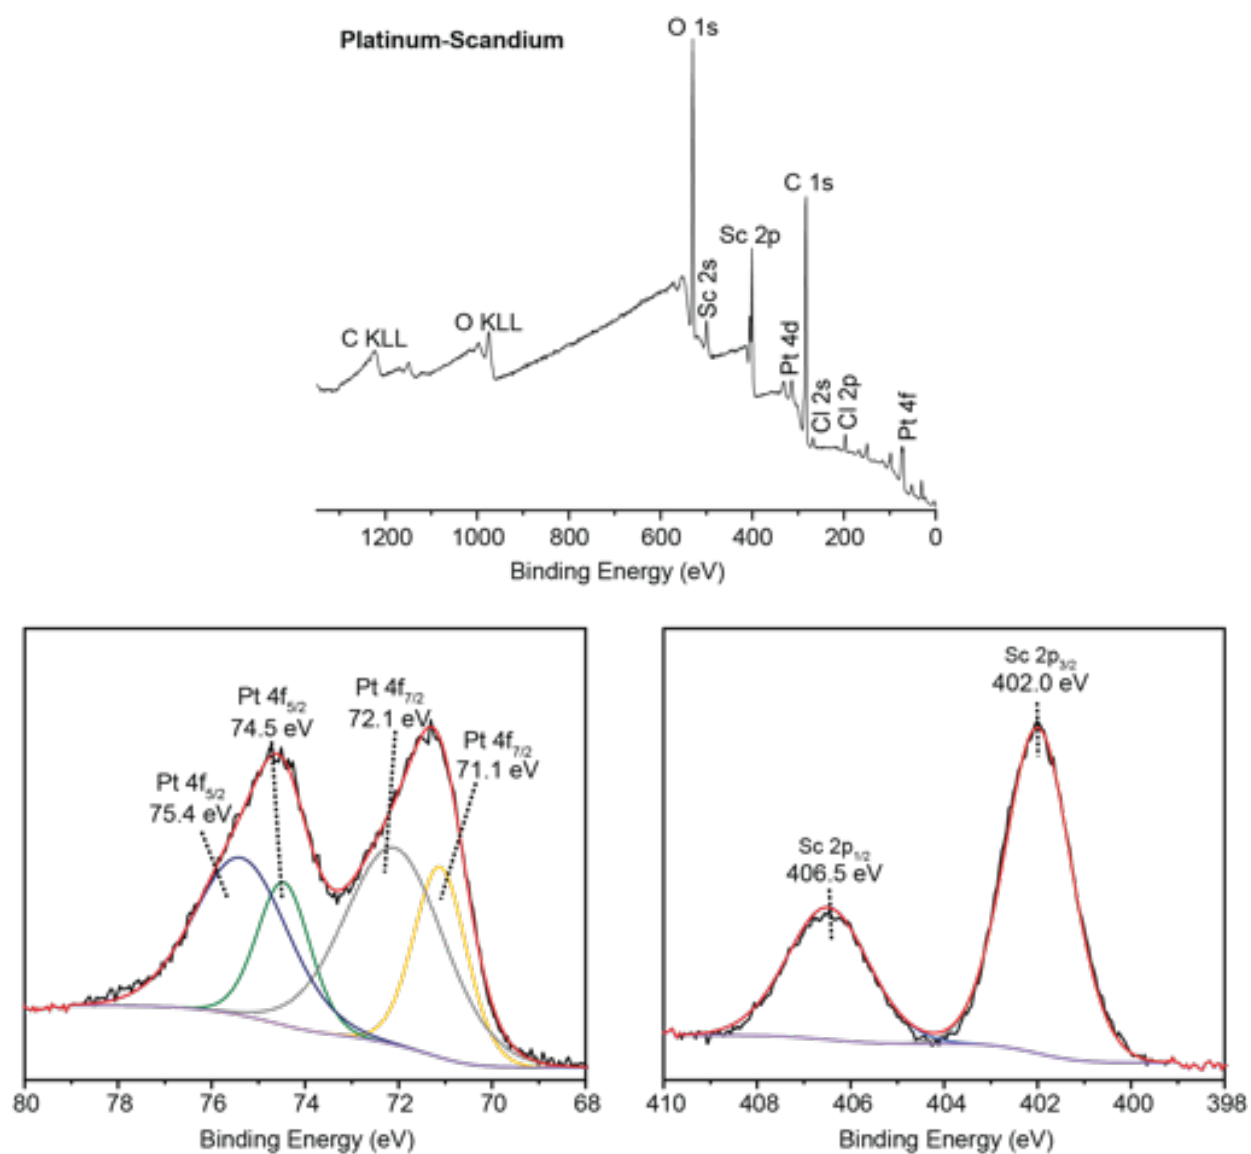 Platinum-Scandium
O 1s
C 1s
Sc 2p
Sc 2s
C KLL
O KLL
Pt 4d
Cl 2s
Cl 2p
Pt 4f
1200 1000 800 600 400 200 0
Binding Energy (eV)
Pt 4f5/2
74.5 eV
Pt 4f7/2
72.1 eV
Pt 4f7/2
71.1 eV
Pt 4f5/2
75.4 eV
80 78 76 74 72 70 68
Binding Energy (eV)
Sc 2p3/2
402.0 eV
Sc 2p1/2
406.5 eV
410 408 406 404 402 400 398
Binding Energy (eV)